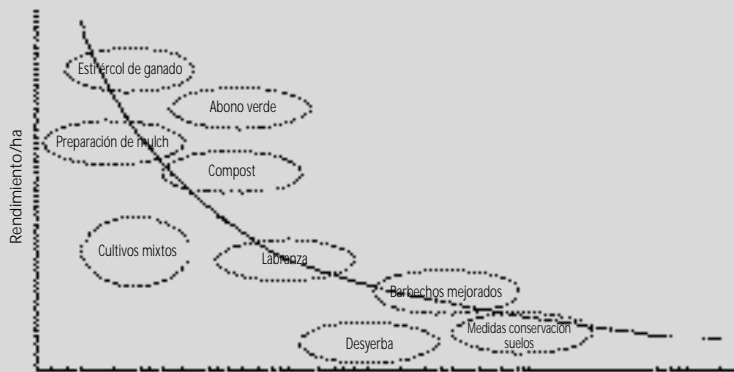 Rendimiento/ha
Estiércol de ganado
Abono verde
Preparación de mulch
Compost
Cultivos mixtos
Labranza
Barbechos mejorados
Medidas conservación
suelos
Desyerba